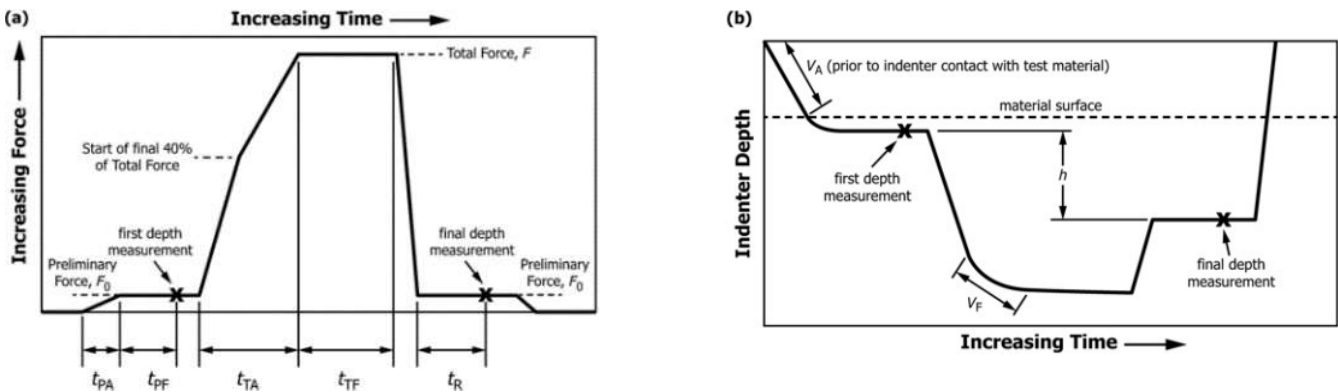 (a)
Increasing Time
Increasing Force
Total Force, F
Start of final 40%
of Total Force
first depth
measurement
Preliminary
Force, F₀
final depth
measurement
Preliminary
Force, F₀
tPA
tPF
tTA
tTF
tR
(b)
Indenter Depth
VA (prior to indenter contact with test material)
material surface
first depth
measurement
h
final depth
measurement
VF
Increasing Time